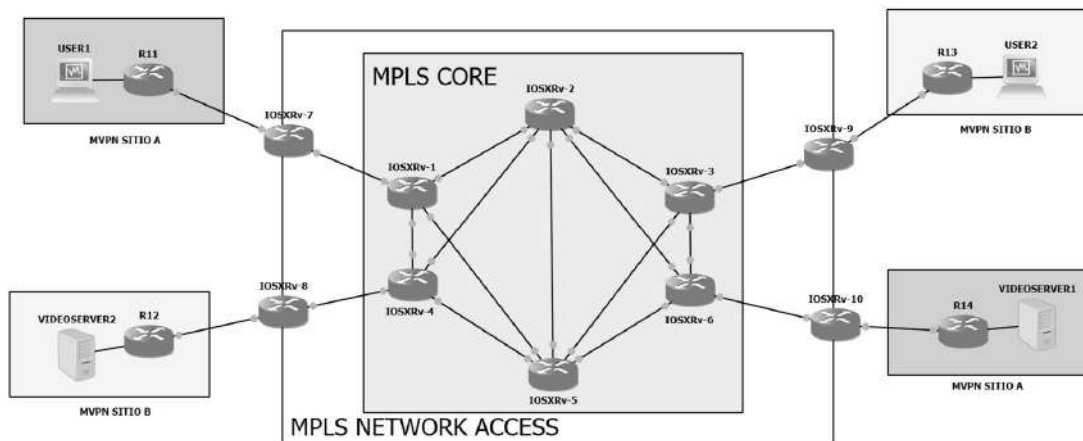 USER1
R11
MVPN SITIO A
IOSXRv-7
MPLS CORE
IOSXRv-2
IOSXRv-1
IOSXRv-3
IOSXRv-9
R13
USER2
MVPN SITIO B
VIDEOSERVER2
R12
MVPN SITIO B
IOSXRv-8
IOSXRv-4
IOSXRv-6
IOSXRv-5
IOSXRv-10
R14
VIDEOSERVER1
MVPN SITIO A
MPLS NETWORK ACCESS